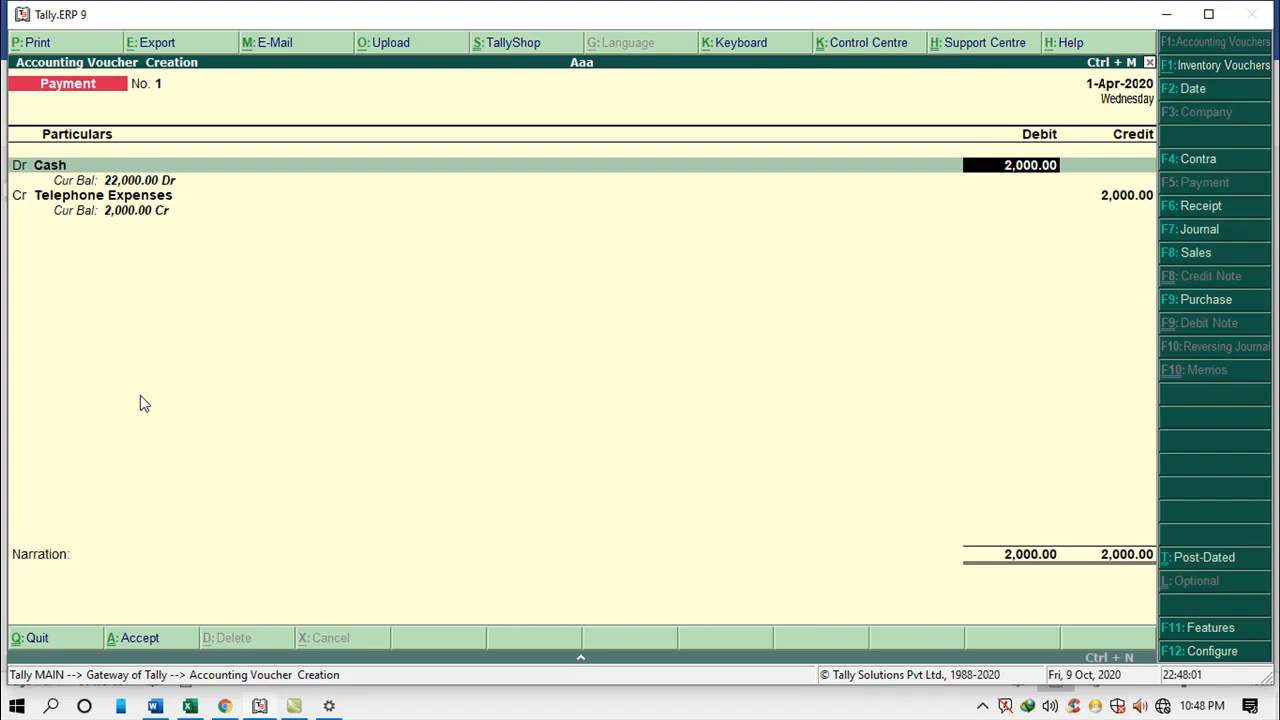 Tally.ERP 9
P: Print E: Export M: E-Mail O: Upload S: TallyShop G: Language K: Keyboard K: Control Centre H: Support Centre H: Help
F1: Accounting Vouchers
Accounting Voucher Creation Aaa Ctrl + M
F1: Inventory Vouchers
Payment No. 1 1-Apr-2020
F2: Date
Wednesday
F3: Company
Particulars Debit Credit
Dr Cash 2,000.00
F4: Contra
Cur Bal: 22,000.00 Dr
F5: Payment
Cr Telephone Expenses 2,000.00
F6: Receipt
Cur Bal: 2,000.00 Cr
F7: Journal
F8: Sales
F8: Credit Note
F9: Purchase
F9: Debit Note
F10: Reversing Journal
F10: Memos
Narration: 2,000.00 2,000.00
T: Post-Dated
L: Optional
F11: Features
Q: Quit A: Accept D: Delete X: Cancel
F12: Configure
Ctrl + N
Tally MAIN --> Gateway of Tally --> Accounting Voucher Creation © Tally Solutions Pvt Ltd., 1988-2020 Fri, 9 Oct, 2020 22:48:01
10:48 PM